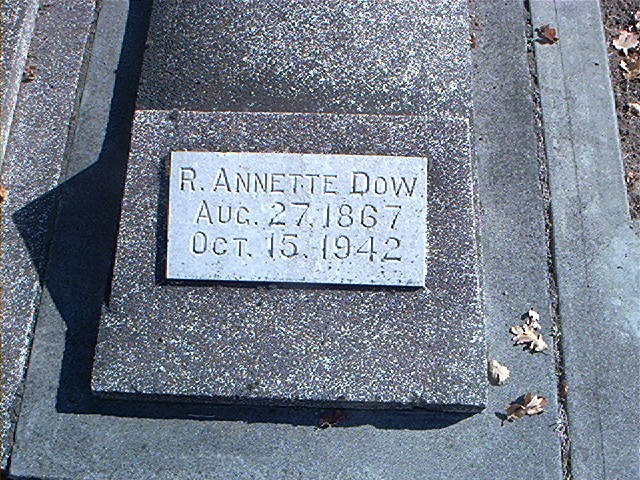 R. ANNETTE DOW
AUG. 27, 1867
OCT. 15, 1942